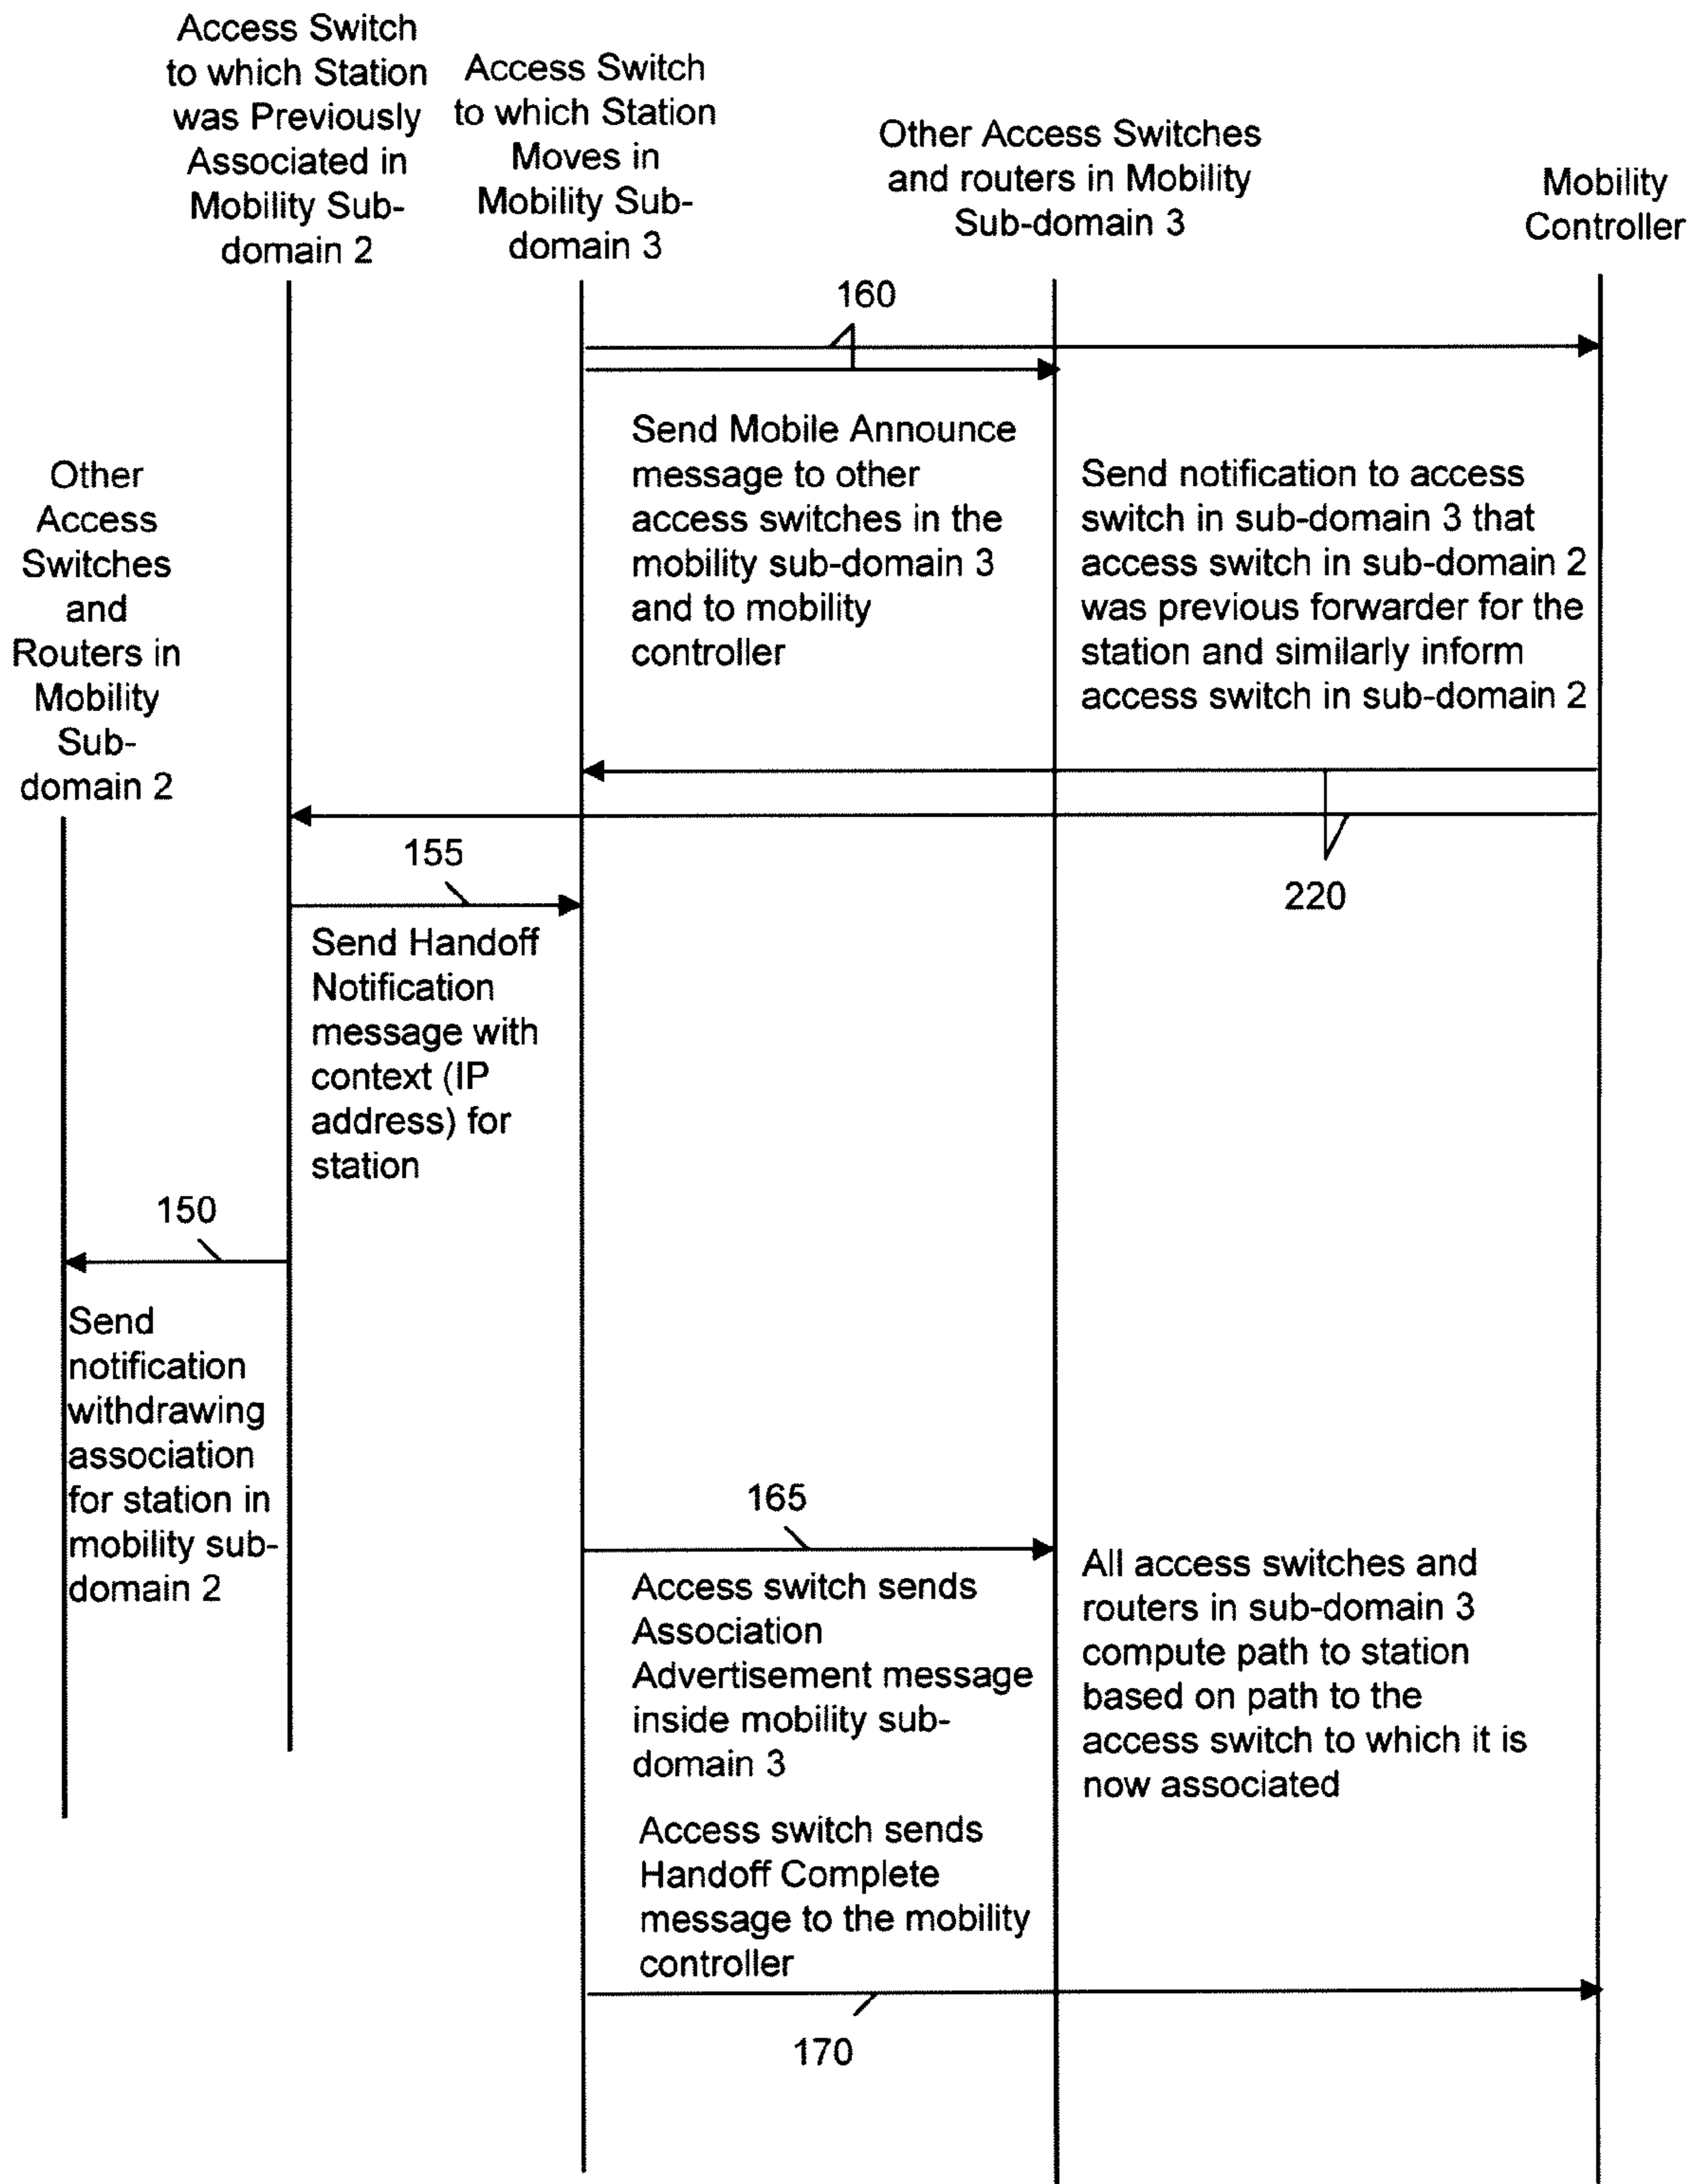 Access Switch
to which Station
was Previously
Associated in
Mobility Sub-
domain 2
Access Switch
to which Station
Moves in
Mobility Sub-
domain 3
Other Access Switches
and routers in Mobility
Sub-domain 3
Mobility
Controller
160
Send Mobile Announce
message to other
access switches in the
mobility sub-domain 3
and to mobility
controller
Send notification to access
switch in sub-domain 3 that
access switch in sub-domain 2
was previous forwarder for the
station and similarly inform
access switch in sub-domain 2
Other
Access
Switches
and
Routers in
Mobility
Sub-
domain 2
220
155
Send Handoff
Notification
message with
context (IP
address) for
station
150
Send
notification
withdrawing
association
for station in
mobility sub-
domain 2
165
Access switch sends
Association
Advertisement message
inside mobility sub-
domain 3
All access switches and
routers in sub-domain 3
compute path to station
based on path to the
access switch to which it is
now associated
Access switch sends
Handoff Complete
message to the mobility
controller
170